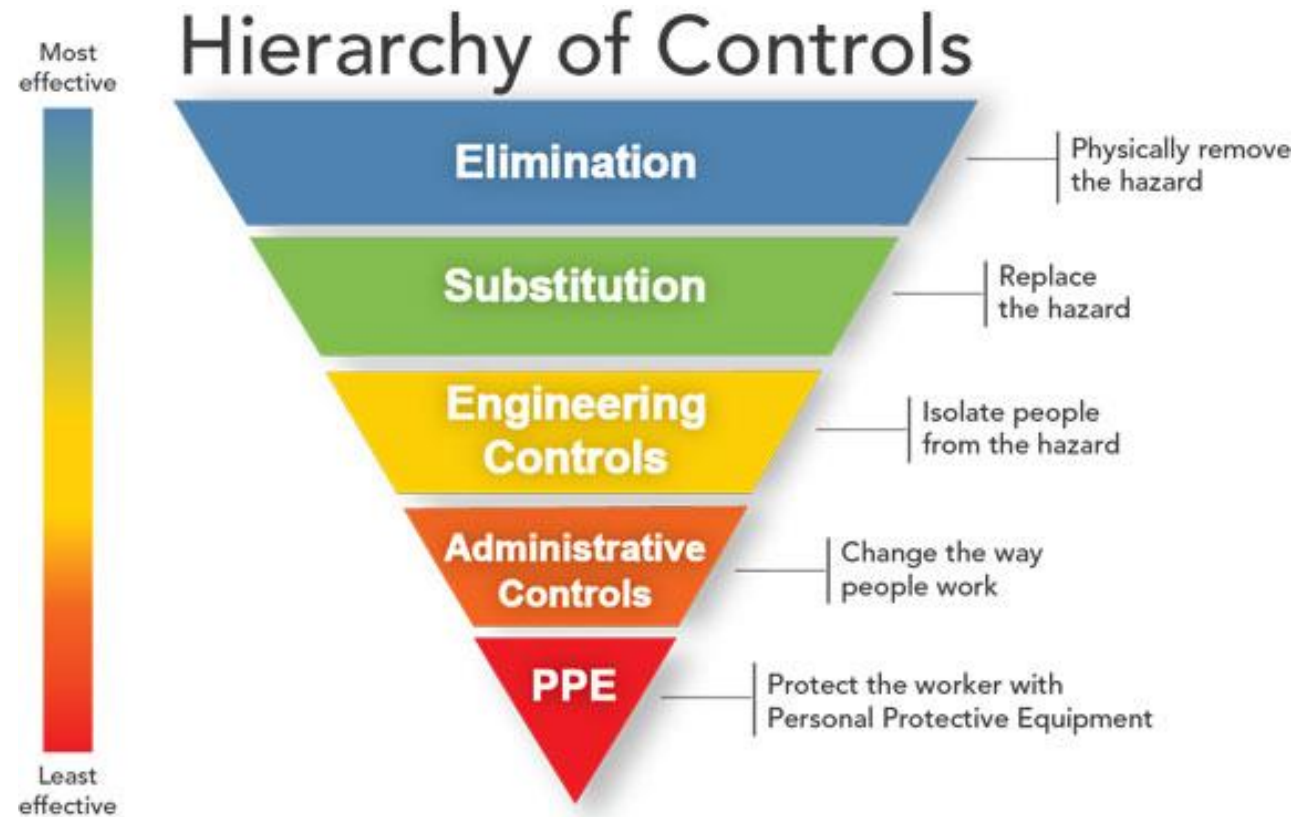 Hierarchy of Controls
Most
effective
Elimination
Physically remove
the hazard
Substitution
Replace
the hazard
Engineering
Controls
Isolate people
from the hazard
Administrative
Controls
Change the way
people work
PPE
Protect the worker with
Personal Protective Equipment
Least
effective